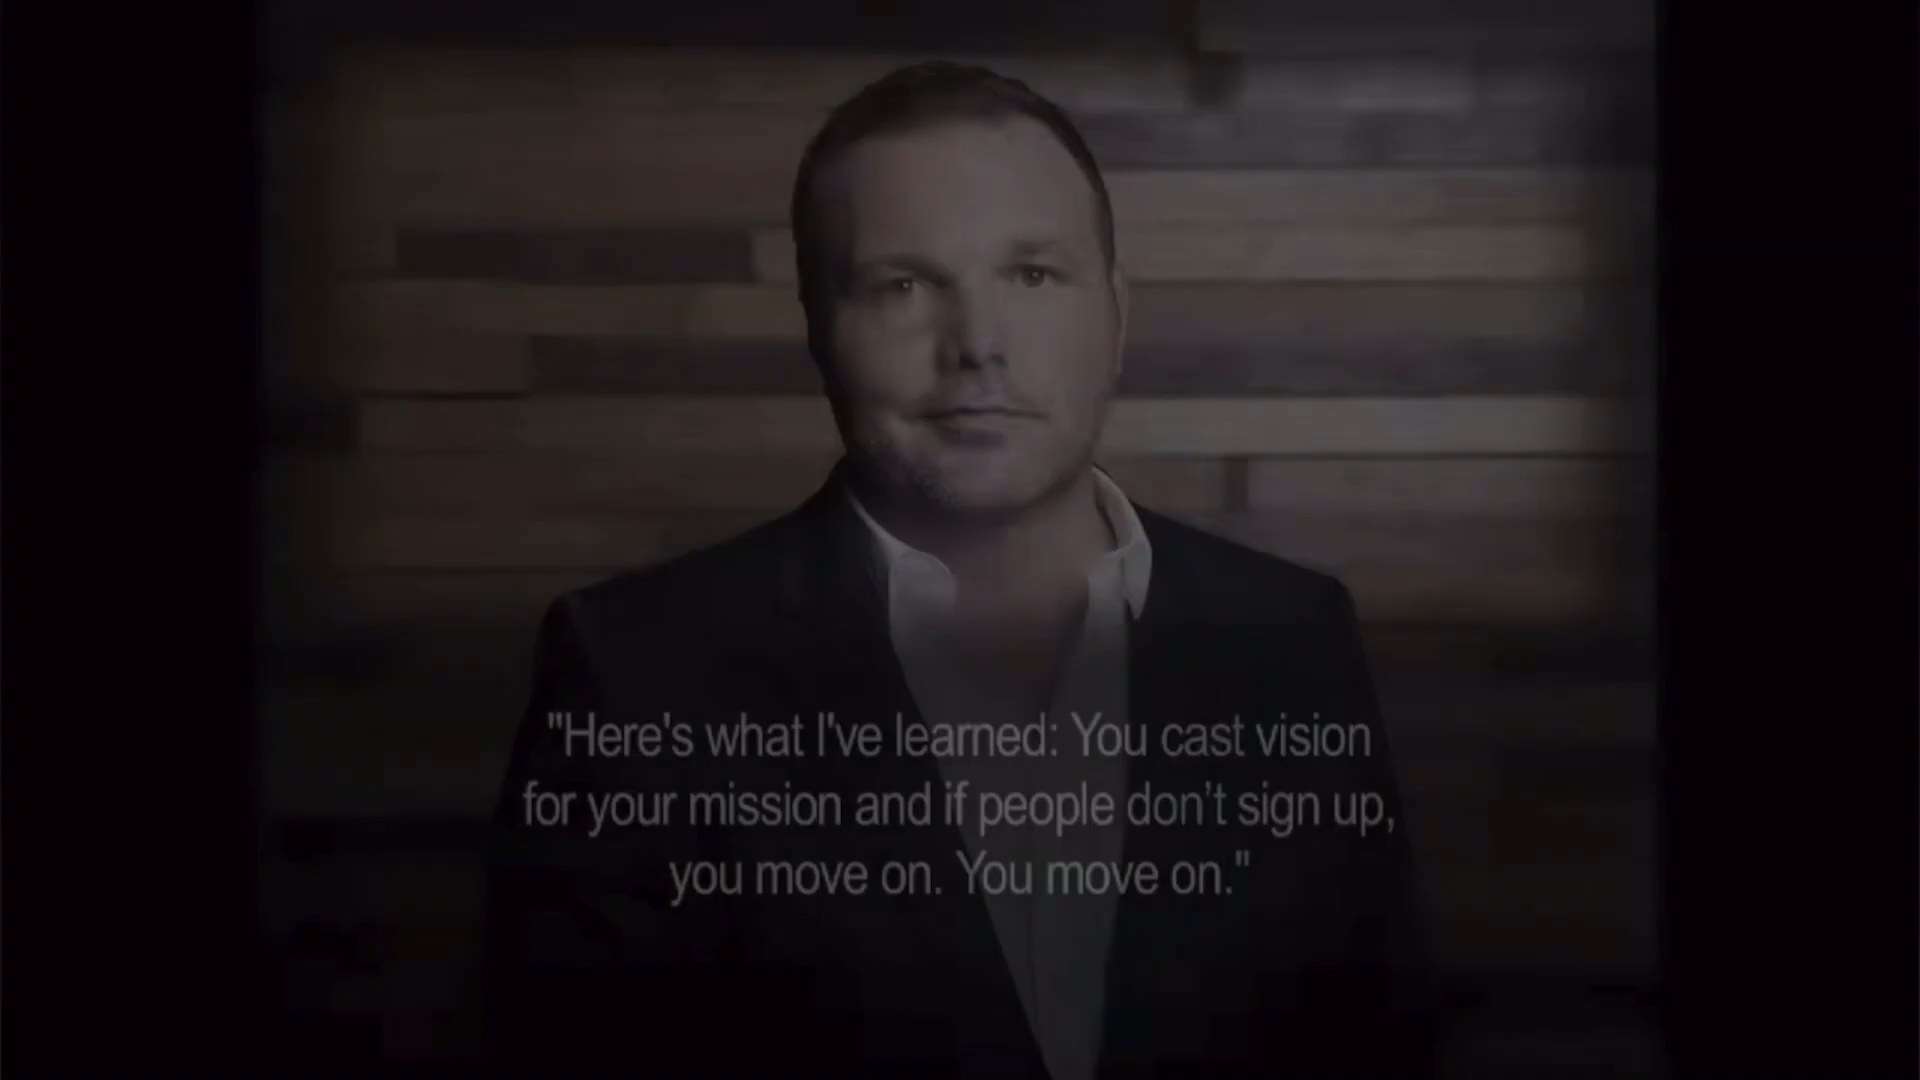 "Here's what I've learned: You cast vision
for your mission and if people don’t sign up,
you move on. You move on."